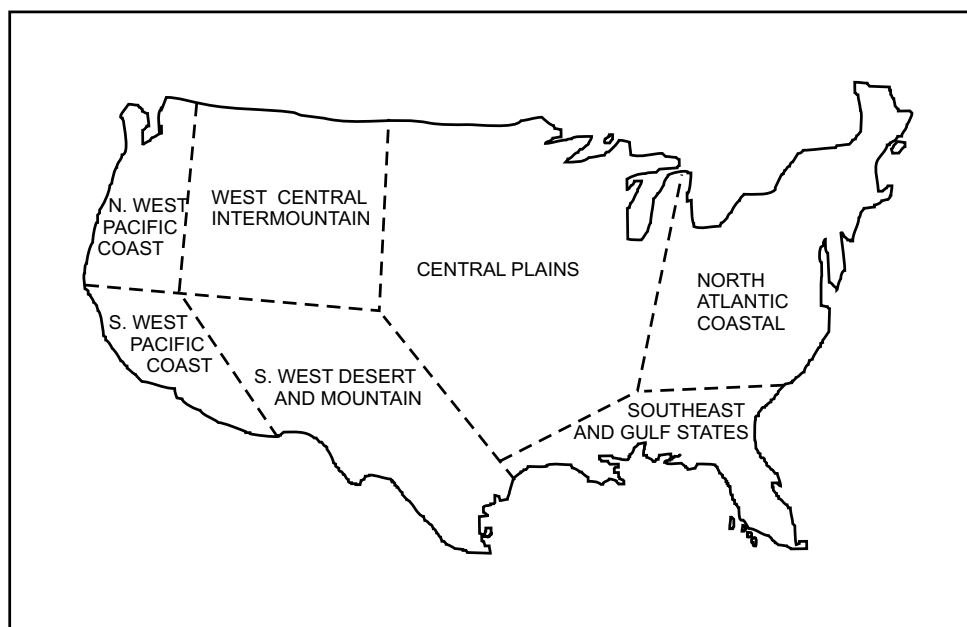 N. WEST
PACIFIC
COAST
WEST CENTRAL
INTERMOUNTAIN
CENTRAL PLAINS
NORTH
ATLANTIC
COASTAL
S. WEST
PACIFIC
COAST
S. WEST DESERT
AND MOUNTAIN
SOUTHEAST
AND GULF STATES